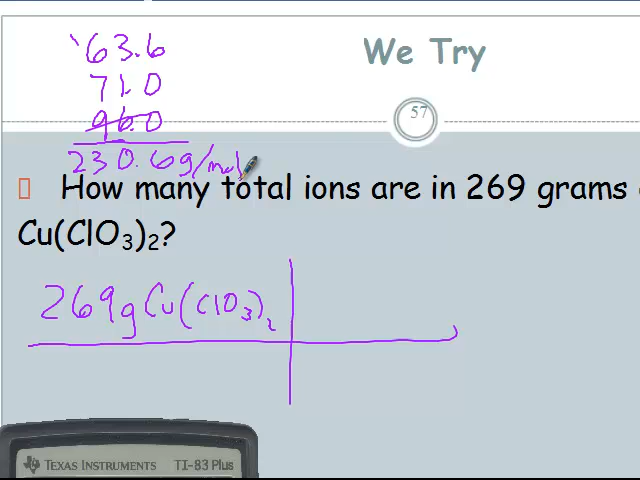 63.6
We Try
71.0
96.0
57
230.6g/mol
How many total ions are in 269 grams
Cu(ClO3)2?
269g Cu(ClO3)2
TEXAS INSTRUMENTS TI-83 Plus